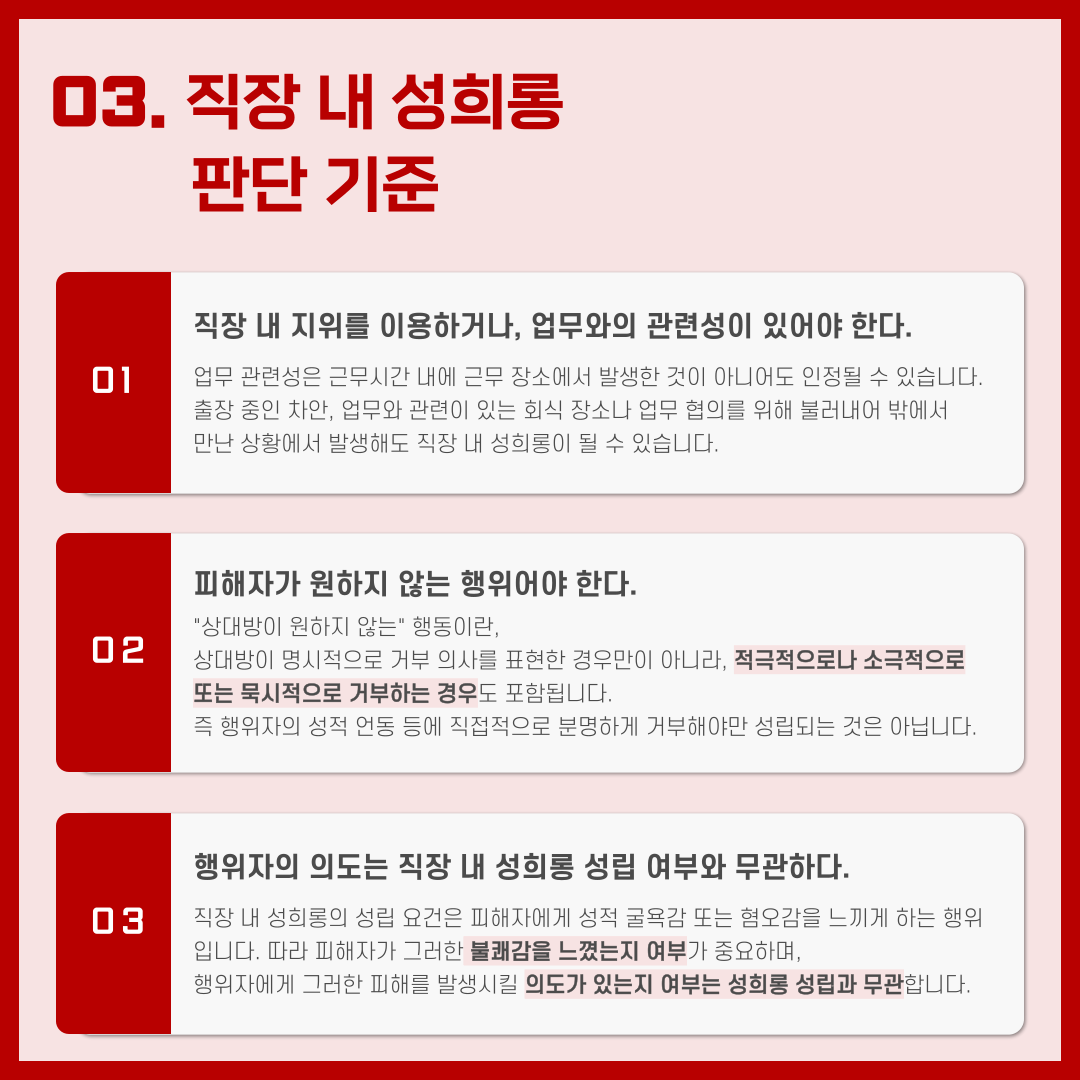 03. 직장 내 성희롱
판단 기준
01
직장 내 지위를 이용하거나, 업무와의 관련성이 있어야 한다.
업무 관련성은 근무시간 내에 근무 장소에서 발생한 것이 아니어도 인정될 수 있습니다.
출장 중인 차안, 업무와 관련이 있는 회식 장소나 업무 협의를 위해 불러내어 밖에서
만난 상황에서 발생해도 직장 내 성희롱이 될 수 있습니다.
02
피해자가 원하지 않는 행위어야 한다.
"상대방이 원하지 않는" 행동이란,
상대방이 명시적으로 거부 의사를 표현한 경우만이 아니라, 적극적으로나 소극적으로
또는 묵시적으로 거부하는 경우도 포함됩니다.
즉 행위자의 성적 언동 등에 직접적으로 분명하게 거부해야만 성립되는 것은 아닙니다.
03
행위자의 의도는 직장 내 성희롱 성립 여부와 무관하다.
직장 내 성희롱의 성립 요건은 피해자에게 성적 굴욕감 또는 혐오감을 느끼게 하는 행위
입니다. 따라 피해자가 그러한 불쾌감을 느꼈는지 여부가 중요하며,
행위자에게 그러한 피해를 발생시킬 의도가 있는지 여부는 성희롱 성립과 무관합니다.